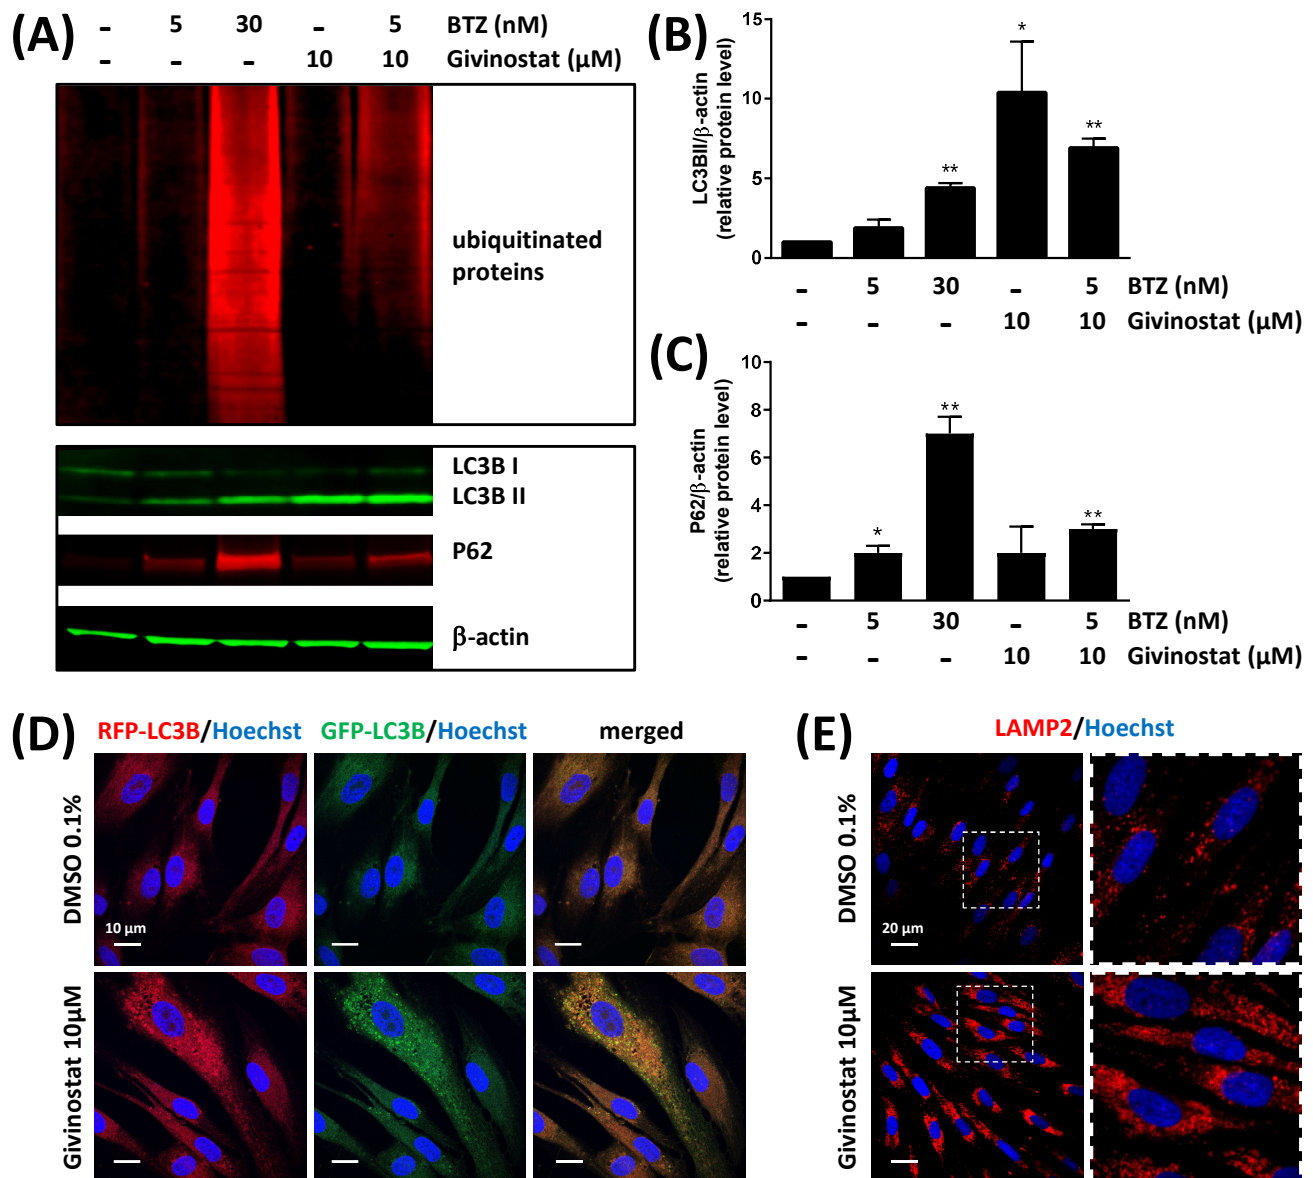 (A)
- 5 30 - 5 BTZ (nM)
- - - 10 10 Givinostat (μM)
ubiquitinated
proteins
LC3B I
LC3B II
P62
β-actin
(B)
LC3BII/β-actin
(relative protein level)
15
10
5
0
*
**
**
- 5 30 - 5 BTZ (nM)
- - - 10 10 Givinostat (μM)
(C)
P62/β-actin
(relative protein level)
10
8
6
4
2
0
*
**
**
- 5 30 - 5 BTZ (nM)
- - - 10 10 Givinostat (μM)
(D)
RFP-LC3B/Hoechst GFP-LC3B/Hoechst merged
DMSO 0.1%
10 μm
Givinostat 10μM
(E)
LAMP2/Hoechst
DMSO 0.1%
20 μm
Givinostat 10μM